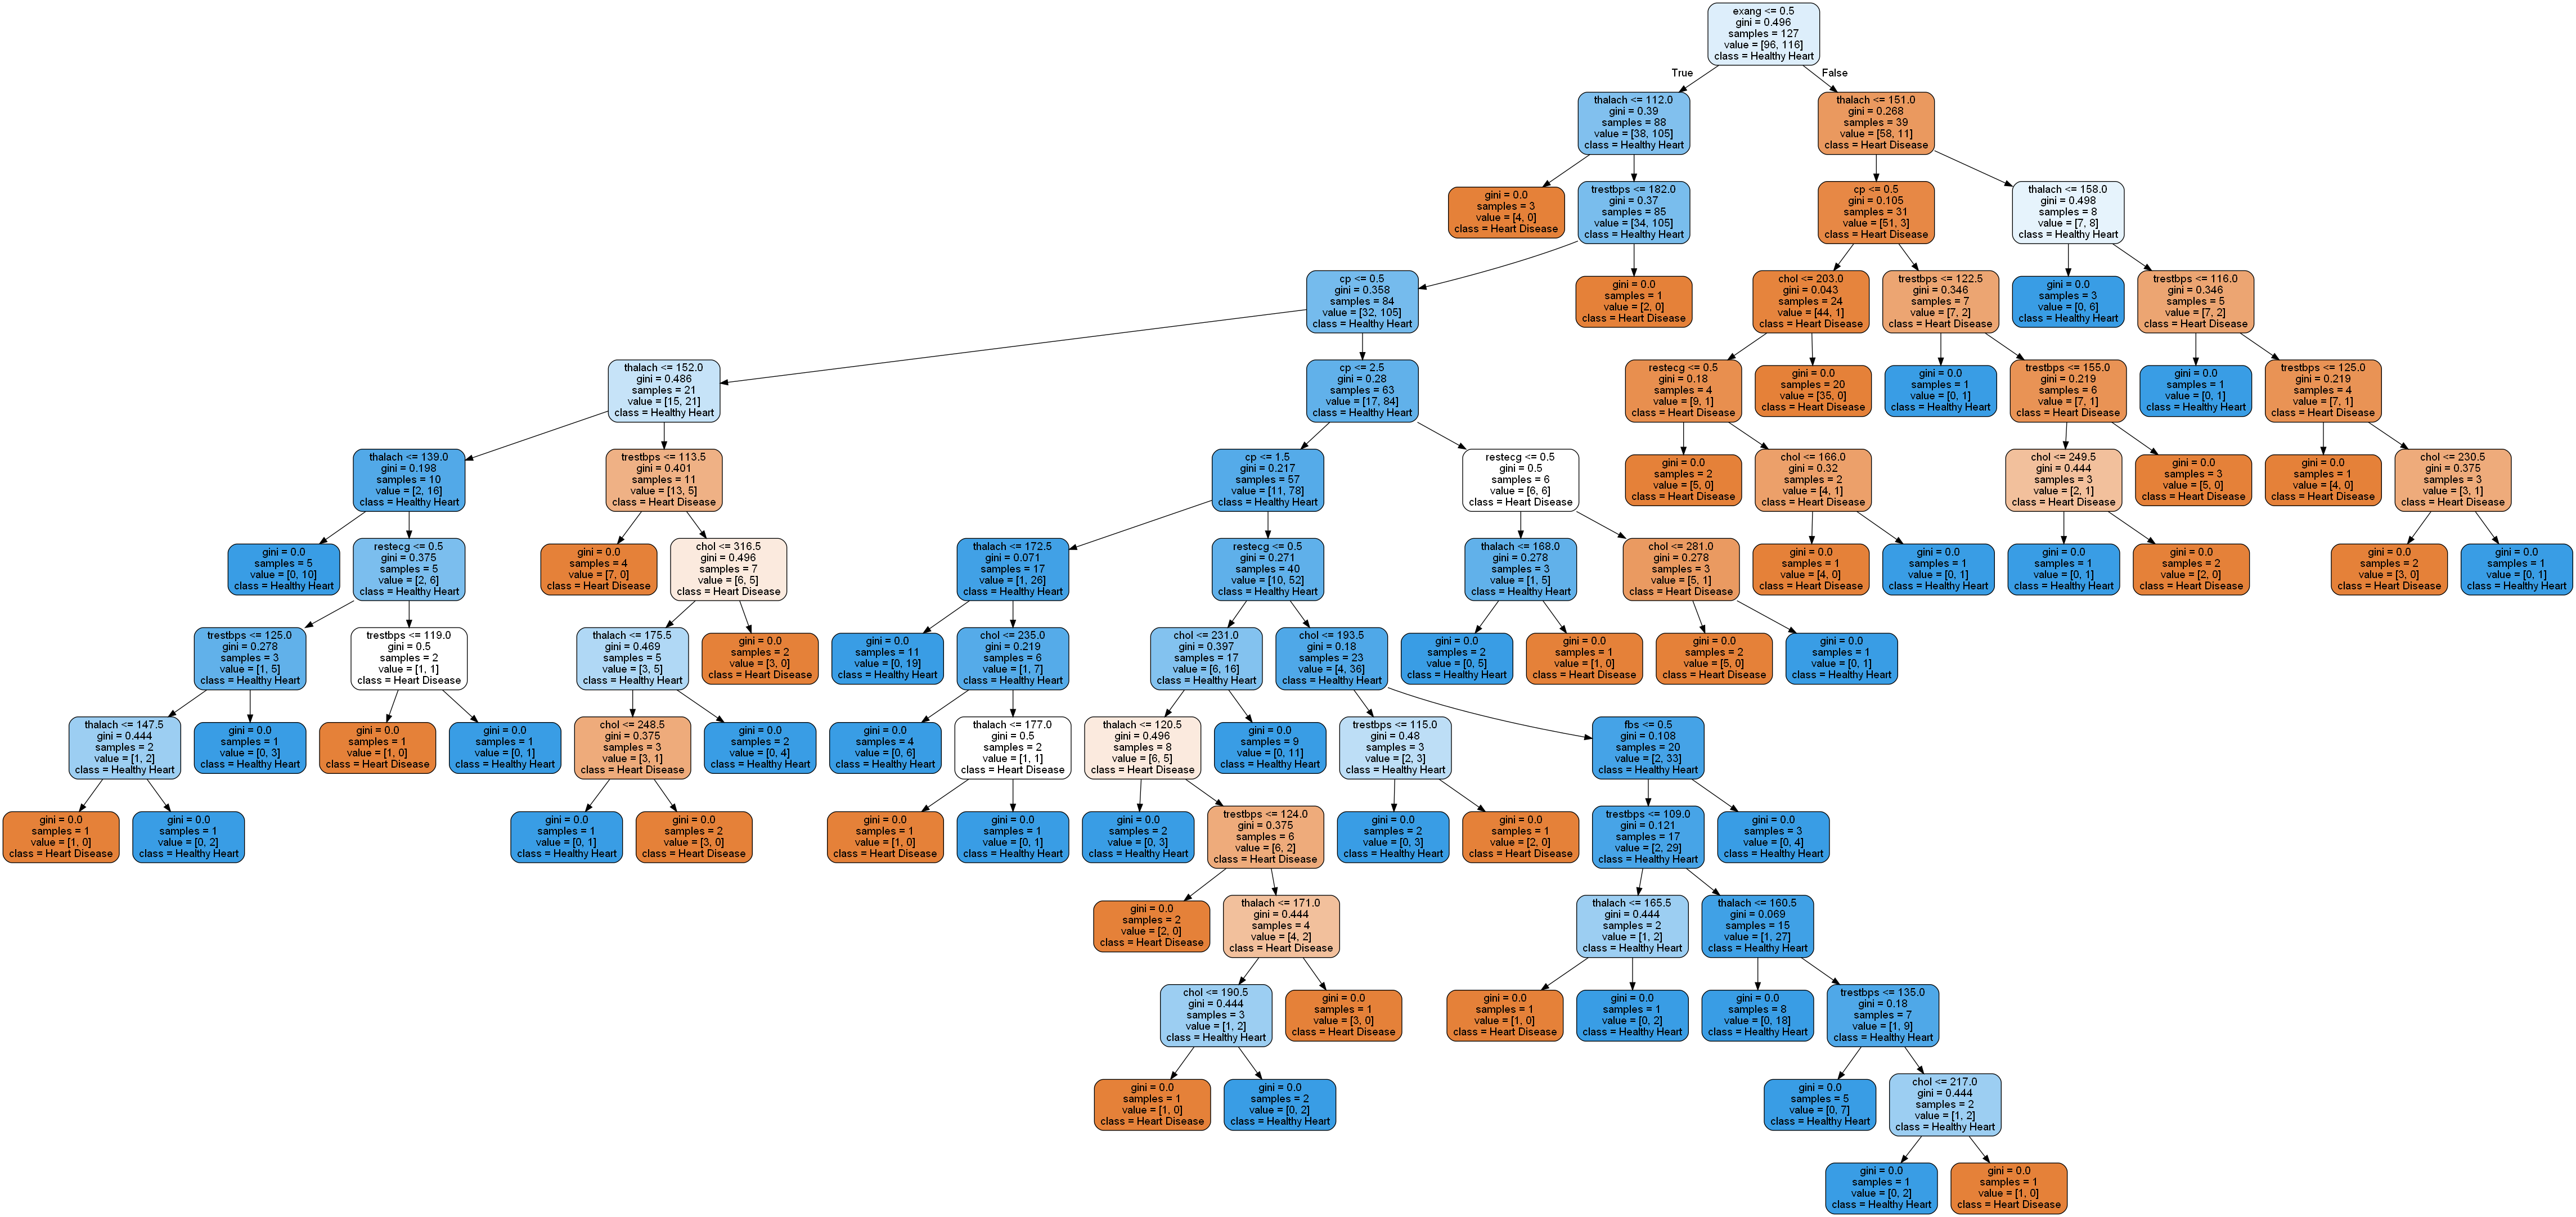 exang <= 0.5
gini = 0.496
samples = 127
value = [96, 116]
class = Healthy Heart
True
False
thalach <= 112.0
gini = 0.39
samples = 88
value = [38, 105]
class = Healthy Heart
thalach <= 151.0
gini = 0.268
samples = 39
value = [58, 11]
class = Heart Disease
gini = 0.0
samples = 3
value = [4, 0]
class = Heart Disease
trestbps <= 182.0
gini = 0.37
samples = 85
value = [34, 105]
class = Healthy Heart
cp <= 0.5
gini = 0.105
samples = 31
value = [51, 3]
class = Heart Disease
thalach <= 158.0
gini = 0.498
samples = 8
value = [7, 8]
class = Healthy Heart
cp <= 0.5
gini = 0.358
samples = 84
value = [32, 105]
class = Healthy Heart
gini = 0.0
samples = 1
value = [2, 0]
class = Heart Disease
chol <= 203.0
gini = 0.043
samples = 24
value = [44, 1]
class = Heart Disease
trestbps <= 122.5
gini = 0.346
samples = 7
value = [7, 2]
class = Heart Disease
gini = 0.0
samples = 3
value = [0, 6]
class = Healthy Heart
trestbps <= 116.0
gini = 0.346
samples = 5
value = [7, 2]
class = Heart Disease
thalach <= 152.0
gini = 0.486
samples = 21
value = [15, 21]
class = Healthy Heart
cp <= 2.5
gini = 0.28
samples = 63
value = [17, 84]
class = Healthy Heart
restecg <= 0.5
gini = 0.18
samples = 4
value = [9, 1]
class = Heart Disease
gini = 0.0
samples = 20
value = [35, 0]
class = Heart Disease
gini = 0.0
samples = 1
value = [0, 1]
class = Healthy Heart
trestbps <= 155.0
gini = 0.219
samples = 6
value = [7, 1]
class = Heart Disease
gini = 0.0
samples = 1
value = [0, 1]
class = Healthy Heart
trestbps <= 125.0
gini = 0.219
samples = 4
value = [7, 1]
class = Heart Disease
thalach <= 139.0
gini = 0.198
samples = 10
value = [2, 16]
class = Healthy Heart
trestbps <= 113.5
gini = 0.401
samples = 11
value = [13, 5]
class = Heart Disease
cp <= 1.5
gini = 0.217
samples = 57
value = [11, 78]
class = Healthy Heart
restecg <= 0.5
gini = 0.5
samples = 6
value = [6, 6]
class = Heart Disease
gini = 0.0
samples = 2
value = [5, 0]
class = Heart Disease
chol <= 166.0
gini = 0.32
samples = 2
value = [4, 1]
class = Heart Disease
chol <= 249.5
gini = 0.444
samples = 3
value = [2, 1]
class = Heart Disease
gini = 0.0
samples = 3
value = [5, 0]
class = Heart Disease
gini = 0.0
samples = 1
value = [4, 0]
class = Heart Disease
chol <= 230.5
gini = 0.375
samples = 3
value = [3, 1]
class = Heart Disease
gini = 0.0
samples = 5
value = [0, 10]
class = Healthy Heart
restecg <= 0.5
gini = 0.375
samples = 5
value = [2, 6]
class = Healthy Heart
gini = 0.0
samples = 4
value = [7, 0]
class = Heart Disease
chol <= 316.5
gini = 0.496
samples = 7
value = [6, 5]
class = Heart Disease
thalach <= 172.5
gini = 0.071
samples = 17
value = [1, 26]
class = Healthy Heart
restecg <= 0.5
gini = 0.271
samples = 40
value = [10, 52]
class = Healthy Heart
thalach <= 168.0
gini = 0.278
samples = 3
value = [1, 5]
class = Healthy Heart
chol <= 281.0
gini = 0.278
samples = 3
value = [5, 1]
class = Heart Disease
gini = 0.0
samples = 1
value = [4, 0]
class = Heart Disease
gini = 0.0
samples = 1
value = [0, 1]
class = Healthy Heart
gini = 0.0
samples = 1
value = [0, 1]
class = Healthy Heart
gini = 0.0
samples = 2
value = [2, 0]
class = Heart Disease
gini = 0.0
samples = 2
value = [3, 0]
class = Heart Disease
gini = 0.0
samples = 1
value = [0, 1]
class = Healthy Heart
trestbps <= 125.0
gini = 0.278
samples = 3
value = [1, 5]
class = Healthy Heart
trestbps <= 119.0
gini = 0.5
samples = 2
value = [1, 1]
class = Heart Disease
thalach <= 175.5
gini = 0.469
samples = 5
value = [3, 5]
class = Healthy Heart
gini = 0.0
samples = 2
value = [3, 0]
class = Heart Disease
gini = 0.0
samples = 11
value = [0, 19]
class = Healthy Heart
chol <= 235.0
gini = 0.219
samples = 6
value = [1, 7]
class = Healthy Heart
chol <= 231.0
gini = 0.397
samples = 17
value = [6, 16]
class = Healthy Heart
chol <= 193.5
gini = 0.18
samples = 23
value = [4, 36]
class = Healthy Heart
gini = 0.0
samples = 2
value = [0, 5]
class = Healthy Heart
gini = 0.0
samples = 1
value = [1, 0]
class = Heart Disease
gini = 0.0
samples = 2
value = [5, 0]
class = Heart Disease
gini = 0.0
samples = 1
value = [0, 1]
class = Healthy Heart
thalach <= 147.5
gini = 0.444
samples = 2
value = [1, 2]
class = Healthy Heart
gini = 0.0
samples = 1
value = [0, 3]
class = Healthy Heart
gini = 0.0
samples = 1
value = [1, 0]
class = Heart Disease
gini = 0.0
samples = 1
value = [0, 1]
class = Healthy Heart
chol <= 248.5
gini = 0.375
samples = 3
value = [3, 1]
class = Heart Disease
gini = 0.0
samples = 2
value = [0, 4]
class = Healthy Heart
gini = 0.0
samples = 4
value = [0, 6]
class = Healthy Heart
thalach <= 177.0
gini = 0.5
samples = 2
value = [1, 1]
class = Heart Disease
thalach <= 120.5
gini = 0.496
samples = 8
value = [6, 5]
class = Heart Disease
gini = 0.0
samples = 9
value = [0, 11]
class = Healthy Heart
trestbps <= 115.0
gini = 0.48
samples = 3
value = [2, 3]
class = Healthy Heart
fbs <= 0.5
gini = 0.108
samples = 20
value = [2, 33]
class = Healthy Heart
gini = 0.0
samples = 1
value = [1, 0]
class = Heart Disease
gini = 0.0
samples = 1
value = [0, 2]
class = Healthy Heart
gini = 0.0
samples = 1
value = [0, 1]
class = Healthy Heart
gini = 0.0
samples = 2
value = [3, 0]
class = Heart Disease
gini = 0.0
samples = 1
value = [1, 0]
class = Heart Disease
gini = 0.0
samples = 1
value = [0, 1]
class = Healthy Heart
gini = 0.0
samples = 2
value = [0, 3]
class = Healthy Heart
trestbps <= 124.0
gini = 0.375
samples = 6
value = [6, 2]
class = Heart Disease
gini = 0.0
samples = 2
value = [0, 3]
class = Healthy Heart
gini = 0.0
samples = 1
value = [2, 0]
class = Heart Disease
trestbps <= 109.0
gini = 0.121
samples = 17
value = [2, 29]
class = Healthy Heart
gini = 0.0
samples = 3
value = [0, 4]
class = Healthy Heart
gini = 0.0
samples = 2
value = [2, 0]
class = Heart Disease
thalach <= 171.0
gini = 0.444
samples = 4
value = [4, 2]
class = Heart Disease
thalach <= 165.5
gini = 0.444
samples = 2
value = [1, 2]
class = Healthy Heart
thalach <= 160.5
gini = 0.069
samples = 15
value = [1, 27]
class = Healthy Heart
chol <= 190.5
gini = 0.444
samples = 3
value = [1, 2]
class = Healthy Heart
gini = 0.0
samples = 1
value = [3, 0]
class = Heart Disease
gini = 0.0
samples = 1
value = [1, 0]
class = Heart Disease
gini = 0.0
samples = 1
value = [0, 2]
class = Healthy Heart
gini = 0.0
samples = 8
value = [0, 18]
class = Healthy Heart
trestbps <= 135.0
gini = 0.18
samples = 7
value = [1, 9]
class = Healthy Heart
gini = 0.0
samples = 1
value = [1, 0]
class = Heart Disease
gini = 0.0
samples = 2
value = [0, 2]
class = Healthy Heart
gini = 0.0
samples = 5
value = [0, 7]
class = Healthy Heart
chol <= 217.0
gini = 0.444
samples = 2
value = [1, 2]
class = Healthy Heart
gini = 0.0
samples = 1
value = [0, 2]
class = Healthy Heart
gini = 0.0
samples = 1
value = [1, 0]
class = Heart Disease